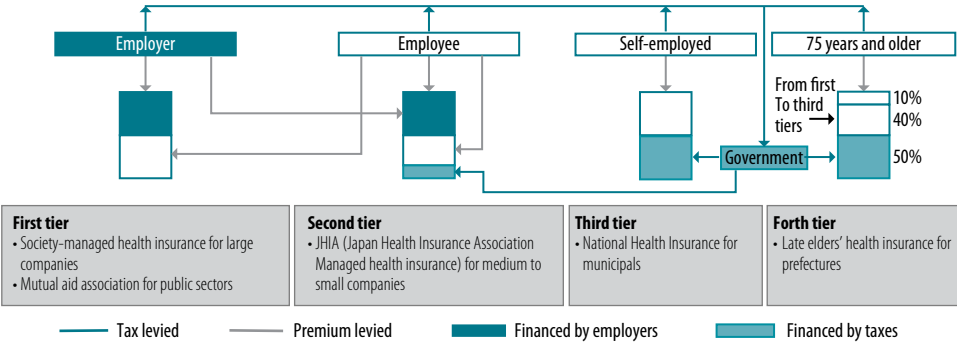 Employer
Employee
Self-employed
75 years and older
From first
To third
tiers
10%
40%
50%
Government
First tier
• Society-managed health insurance for large
companies
• Mutual aid association for public sectors
Second tier
• JHIA (Japan Health Insurance Association
Managed health insurance) for medium to
small companies
Third tier
• National Health Insurance for
municipals
Forth tier
• Late elders’ health insurance for
prefectures
Tax levied
Premium levied
Financed by employers
Financed by taxes